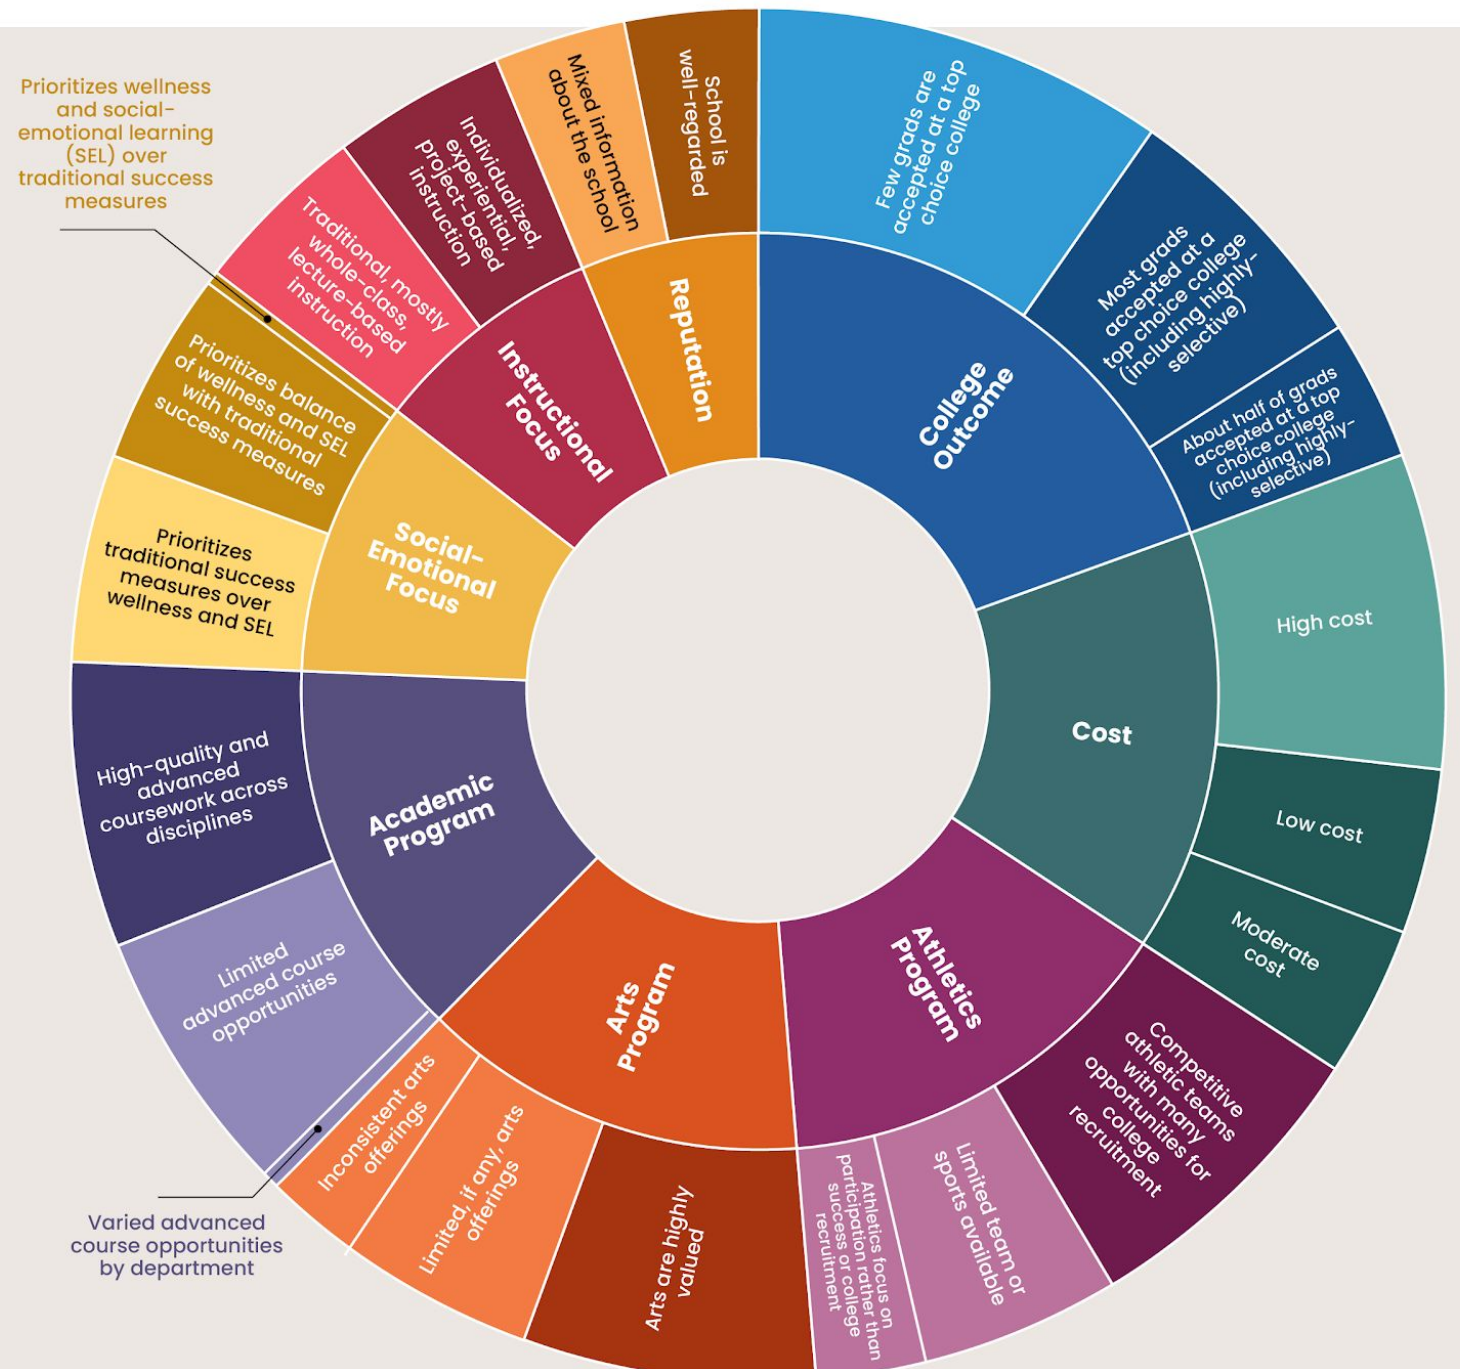 Prioritizes wellness
and social-
emotional learning
(SEL) over
traditional success
measures
School is
well-regarded
Few grads are
accepted at a top
choice college
Most grads
accepted at a
top choice college
(including highly-
selective)
About half of grads
accepted at a top
choice college
(including highly-
selective)
College
Outcome
High cost
Low cost
Moderate
cost
Cost
Competitive
athletic teams
with many
opportunities for
college
recruitment
Limited team or
sports available
Athletics focus on
participation rather than
success or college
recruitment
Athletics
Program
Arts are highly
valued
Limited, if any, arts
offerings
Inconsistent arts
offerings
Arts
Program
Varied advanced
course opportunities
by department
Limited
advanced course
opportunities
High-quality and
advanced
coursework across
disciplines
Academic
Program
Prioritizes
traditional success
measures over
wellness and SEL
Prioritizes balance
of wellness and SEL
with traditional
success measures
Social-
Emotional
Focus
Traditional, mostly
whole-class,
lecture-based
instruction
Individualized,
experiential,
project-based
instruction
Instructional
Focus
Mixed information
about the school
Reputation